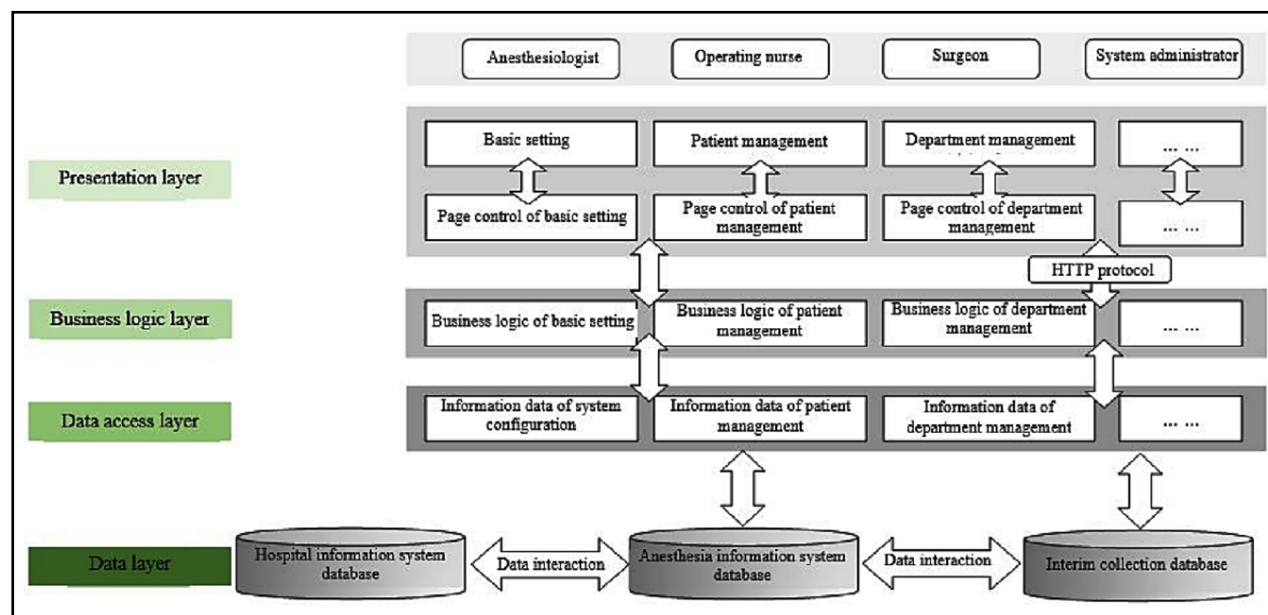 Anesthesiologist
Operating nurse
Surgeon
System administrator
Presentation layer
Basic setting
Patient management
Department management
... ...
Page control of basic setting
Page control of patient
management
Page control of department
management
... ...
HTTP protocol
Business logic layer
Business logic of basic setting
Business logic of patient
management
Business logic of department
management
... ...
Data access layer
Information data of system
configuration
Information data of patient
management
Information data of
department management
... ...
Data layer
Hospital information system
database
Data interaction
Anesthesia information system
database
Data interaction
Interim collection database